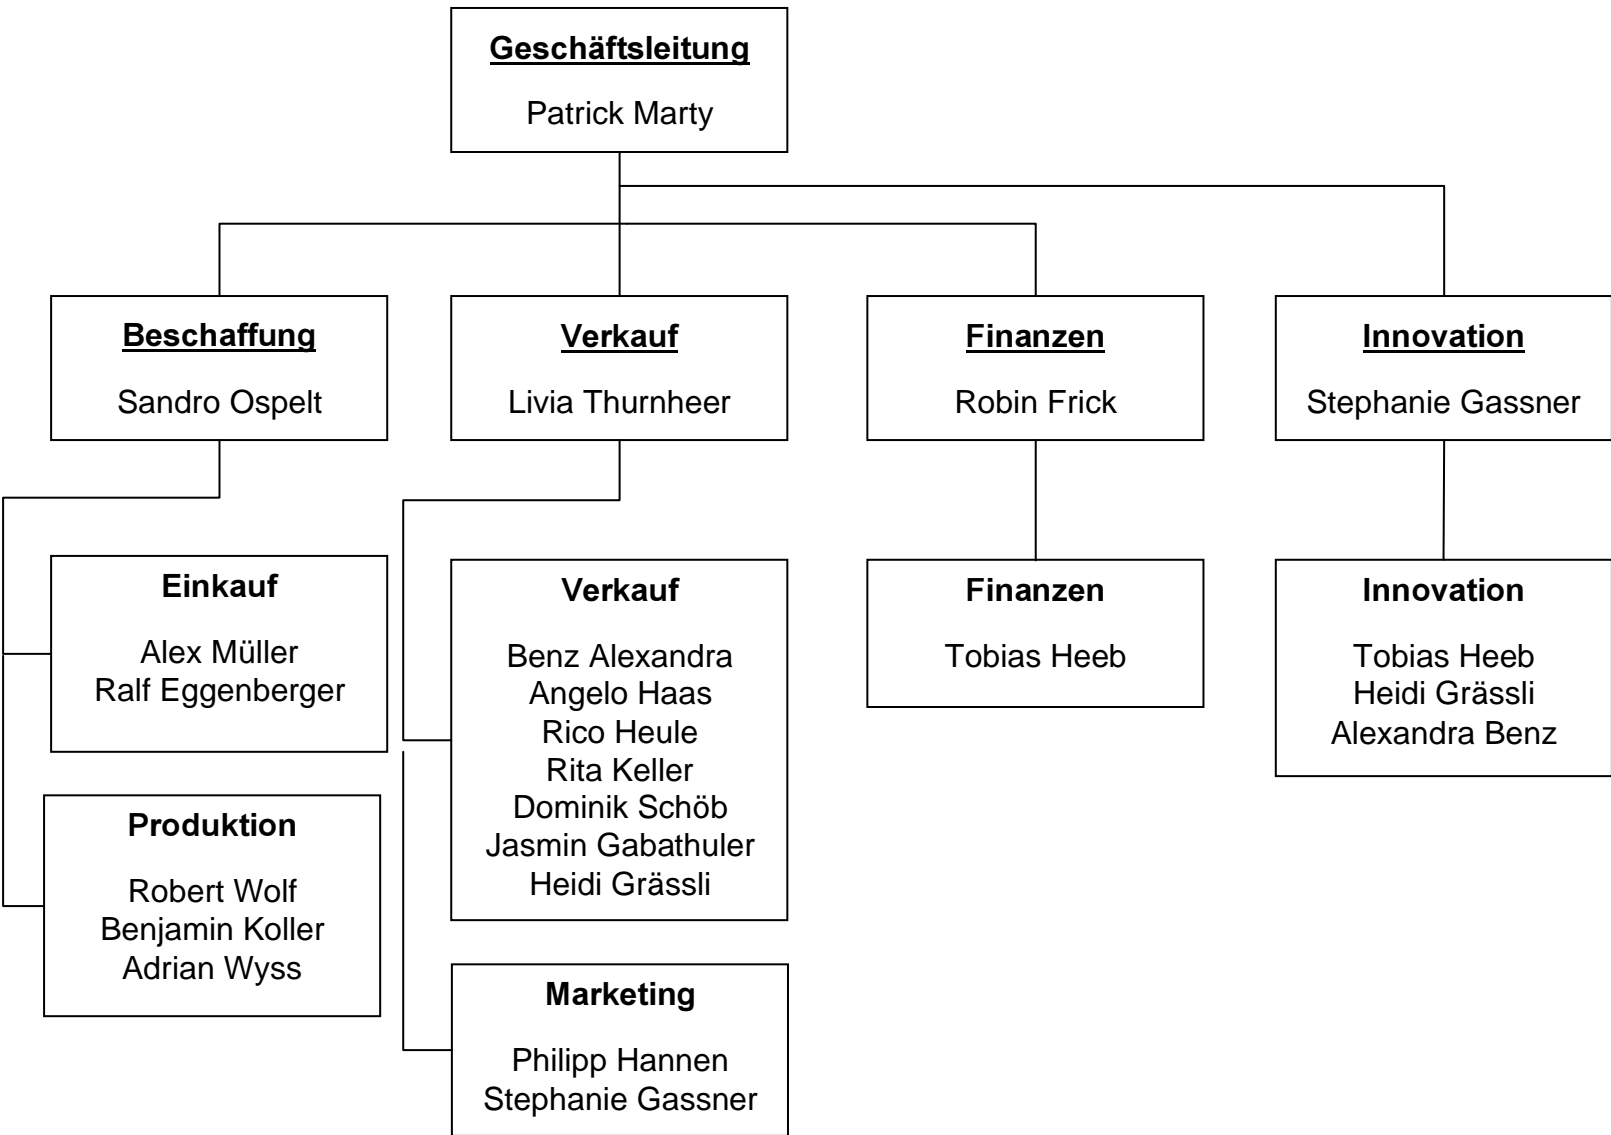 Geschäftsleitung
Patrick Marty
Beschaffung
Sandro Ospelt
Verkauf
Livia Thurnheer
Finanzen
Robin Frick
Innovation
Stephanie Gassner
Einkauf
Alex Müller
Ralf Eggenberger
Produktion
Robert Wolf
Benjamin Koller
Adrian Wyss
Verkauf
Benz Alexandra
Angelo Haas
Rico Heule
Rita Keller
Dominik Schöb
Jasmin Gabathuler
Heidi Grässli
Marketing
Philipp Hannen
Stephanie Gassner
Finanzen
Tobias Heeb
Innovation
Tobias Heeb
Heidi Grässli
Alexandra Benz